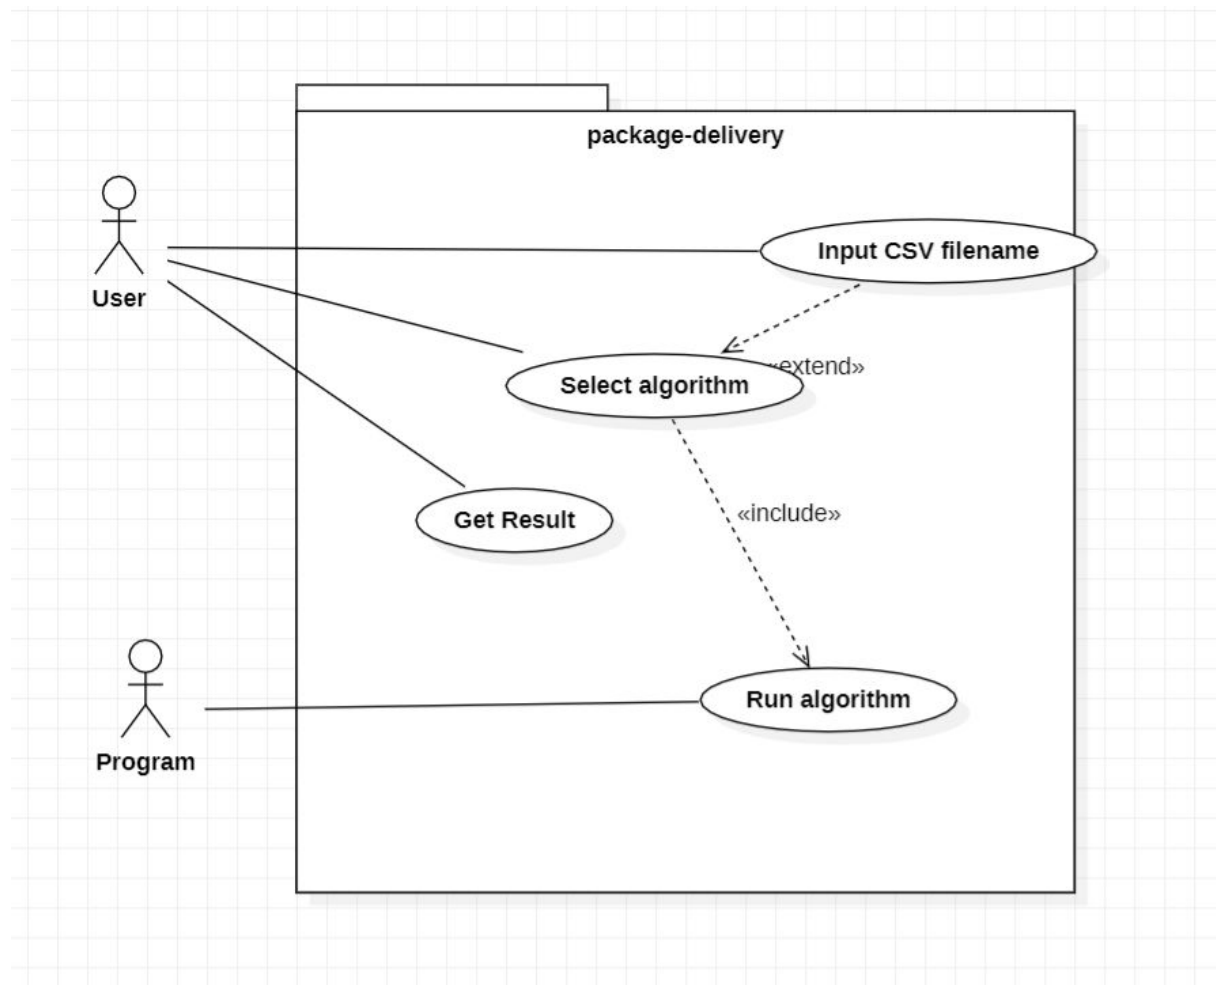 package-delivery
Input CSV filename
User
«extend»
Select algorithm
«include»
Get Result
Run algorithm
Program